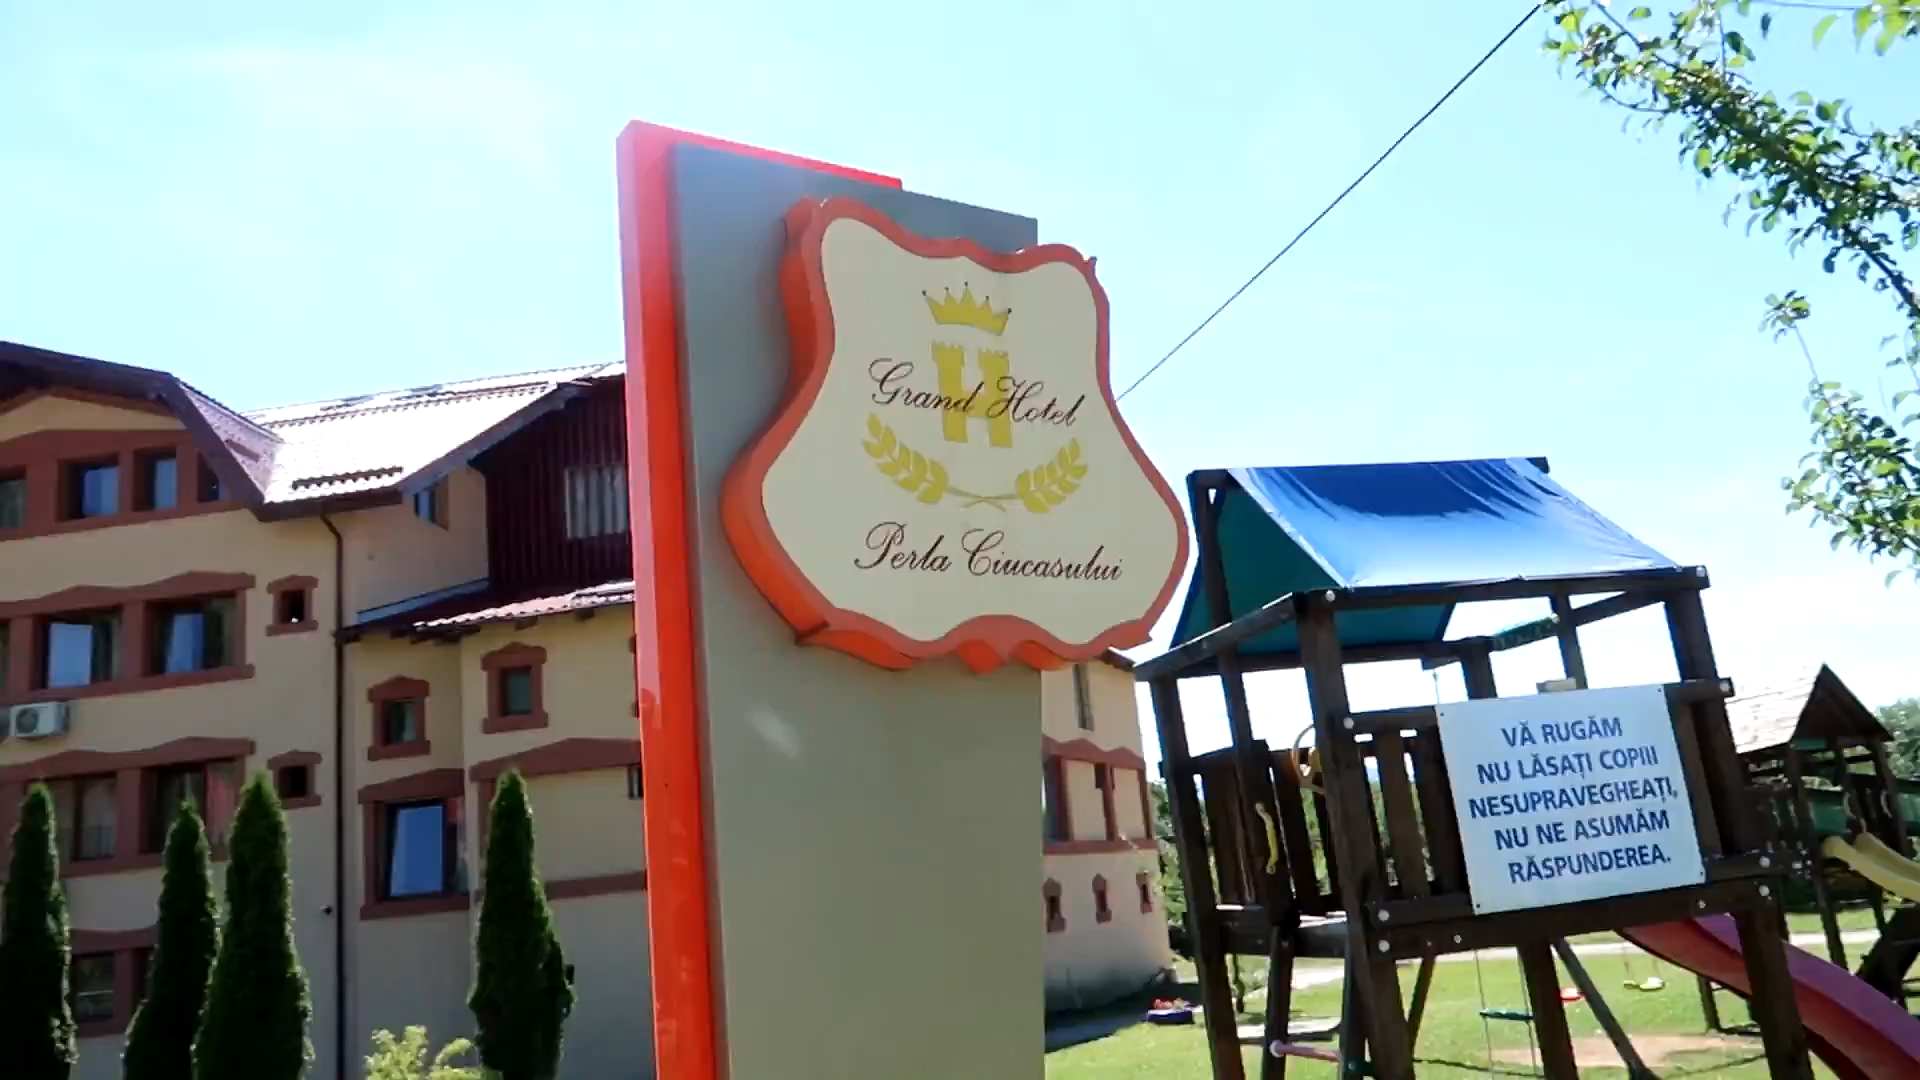 Grand Hotel
Perla Ciucasului
VĂ RUGĂM
NU LĂSAȚI COPIII
NESUPRAVEGHEAȚI,
NU NE ASUMĂM
RĂSPUNDEREA.